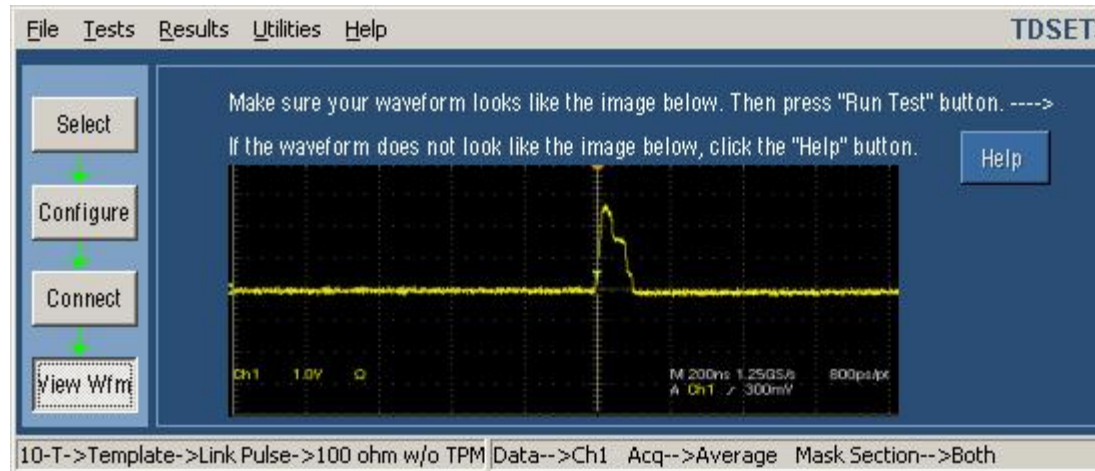 File Tests Results Utilities Help TDSET
Select
Configure
Connect
View Wfm
Make sure your waveform looks like the image below. Then press "Run Test" button. ---->
If the waveform does not look like the image below, click the "Help" button.
Help
Ch1 1.0V Ω M 200ns 1.25GS/s 800ps/pt
A Ch1 / 300mV
10-T->Template->Link Pulse->100 ohm w/o TPM Data-->Ch1 Acq-->Average Mask Section-->Both